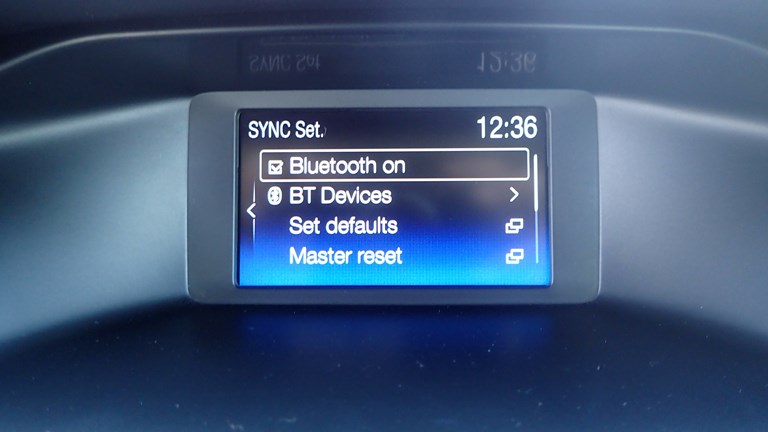 SYNC Set.
12:36
Bluetooth on
BT Devices
Set defaults
Master reset